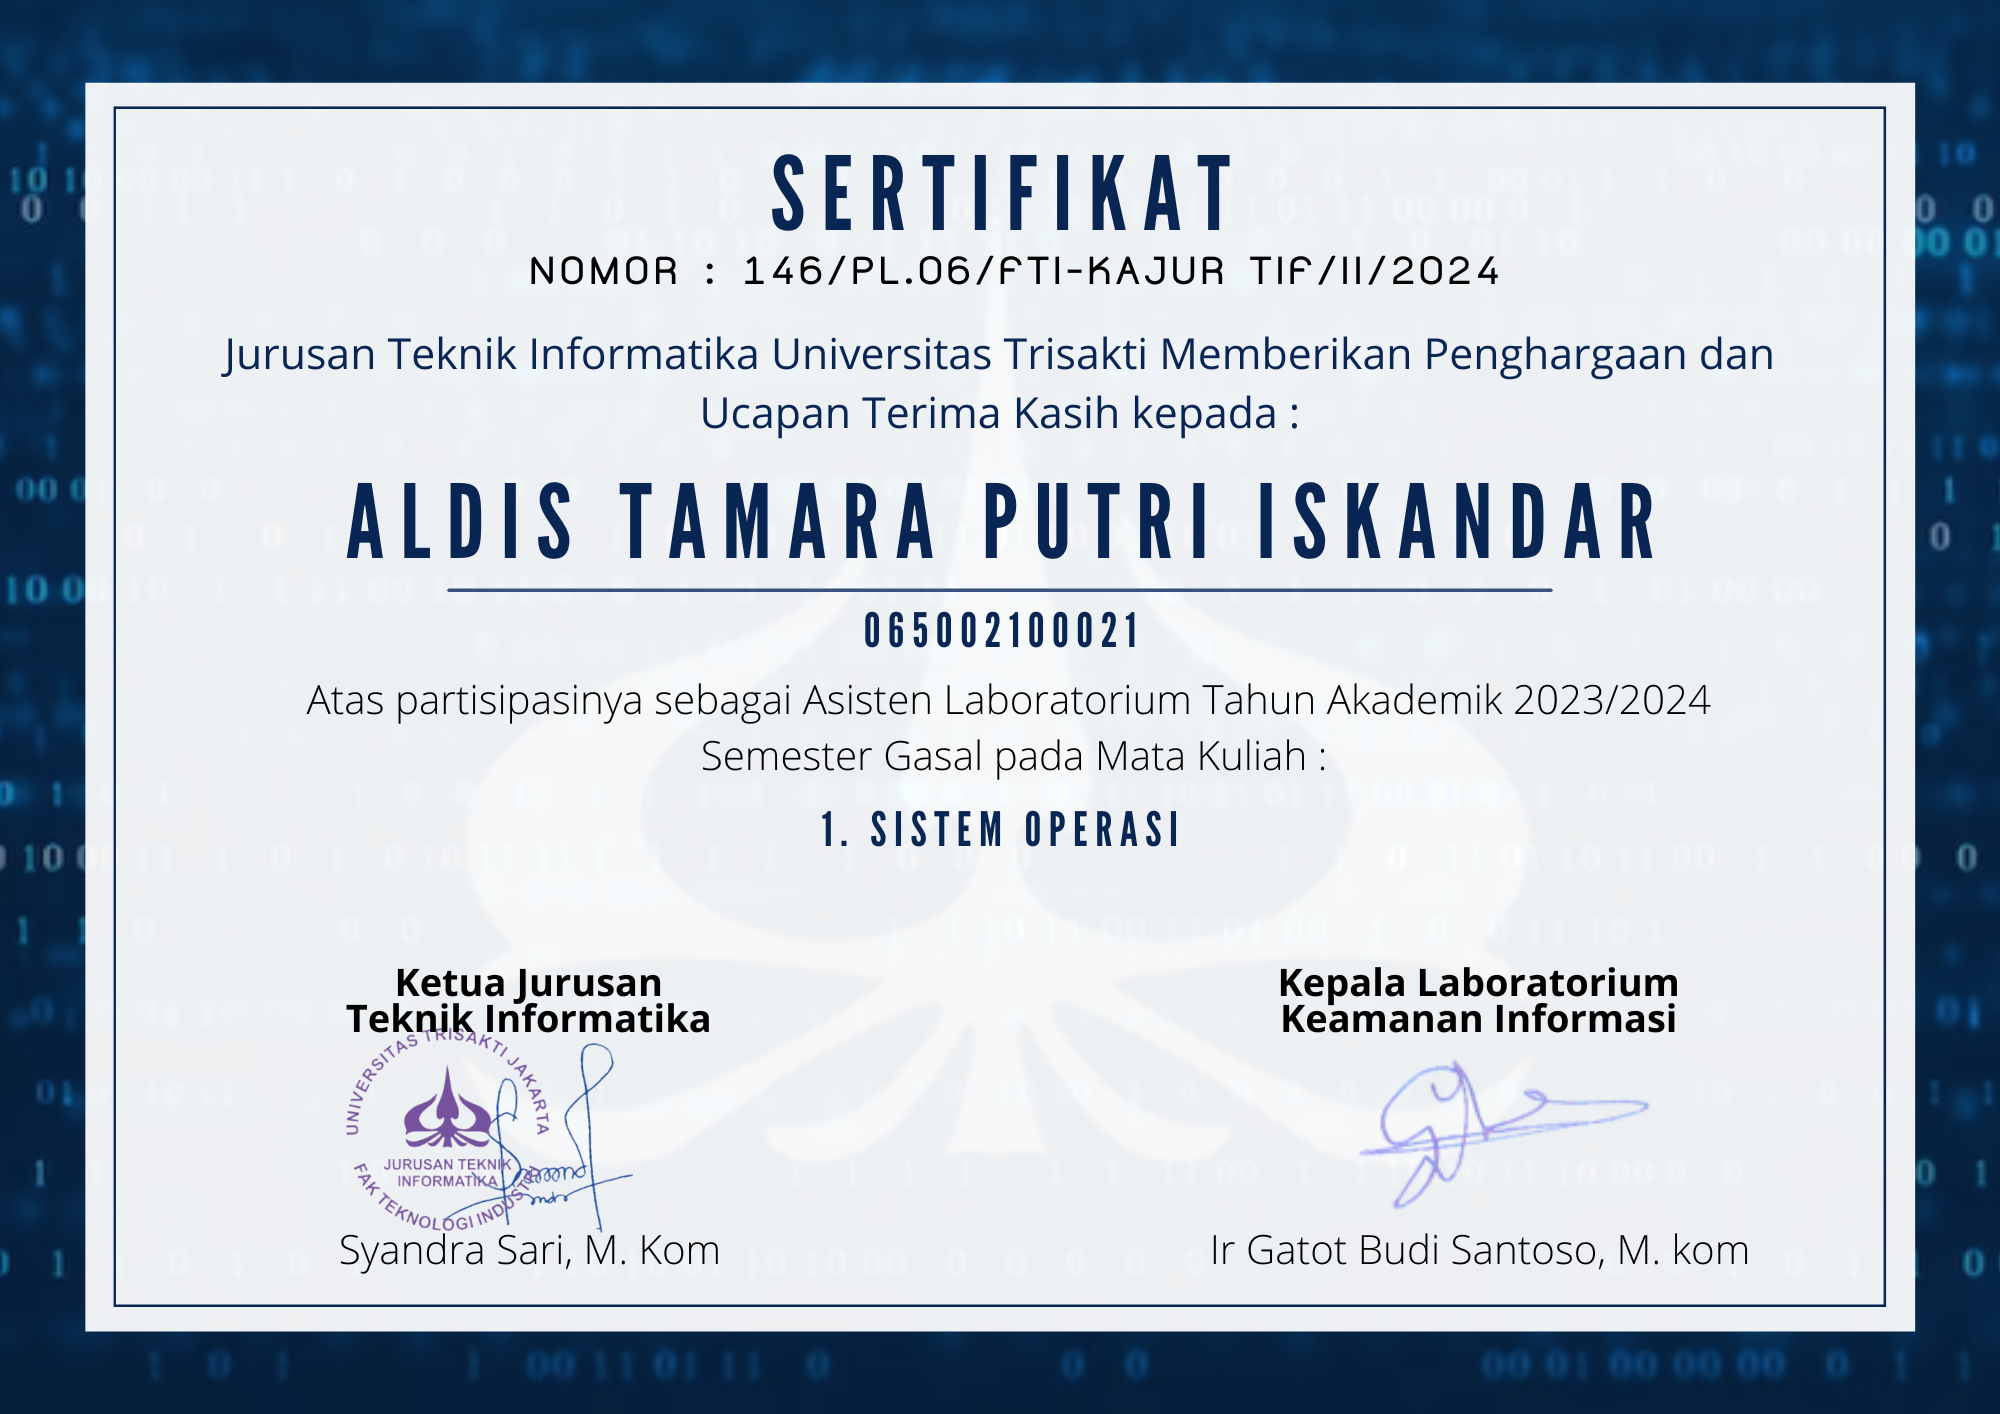 SERTIFIKAT
NOMOR : 146/PL.06/FTI-KAJUR TIF/II/2024
Jurusan Teknik Informatika Universitas Trisakti Memberikan Penghargaan dan
Ucapan Terima Kasih kepada :
ALDIS TAMARA PUTRI ISKANDAR
065002100021
Atas partisipasinya sebagai Asisten Laboratorium Tahun Akademik 2023/2024
Semester Gasal pada Mata Kuliah :
1. SISTEM OPERASI
Ketua Jurusan
Teknik Informatika
UNIVERSITAS TRISAKTI JAKARTA
JURUSAN TEKNIK
INFORMATIKA
FAK TEKNOLOGI INDUSTRI
Syandra Sari, M. Kom
Kepala Laboratorium
Keamanan Informasi
Ir Gatot Budi Santoso, M. kom